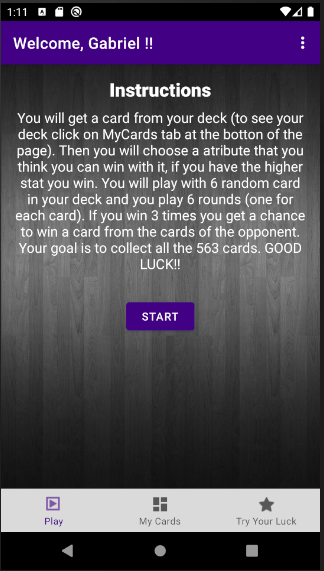 1:11
Welcome, Gabriel !!
Instructions
You will get a card from your deck (to see your
deck click on MyCards tab at the botton of the
page). Then you will choose a atribute that you
think you can win with it, if you have the higher
stat you win. You will play with 6 random card
in your deck and you play 6 rounds (one for
each card). If you win 3 times you get a chance
to win a card from the cards of the opponent.
Your goal is to collect all the 563 cards. GOOD
LUCK!!
START
Play My Cards Try Your Luck